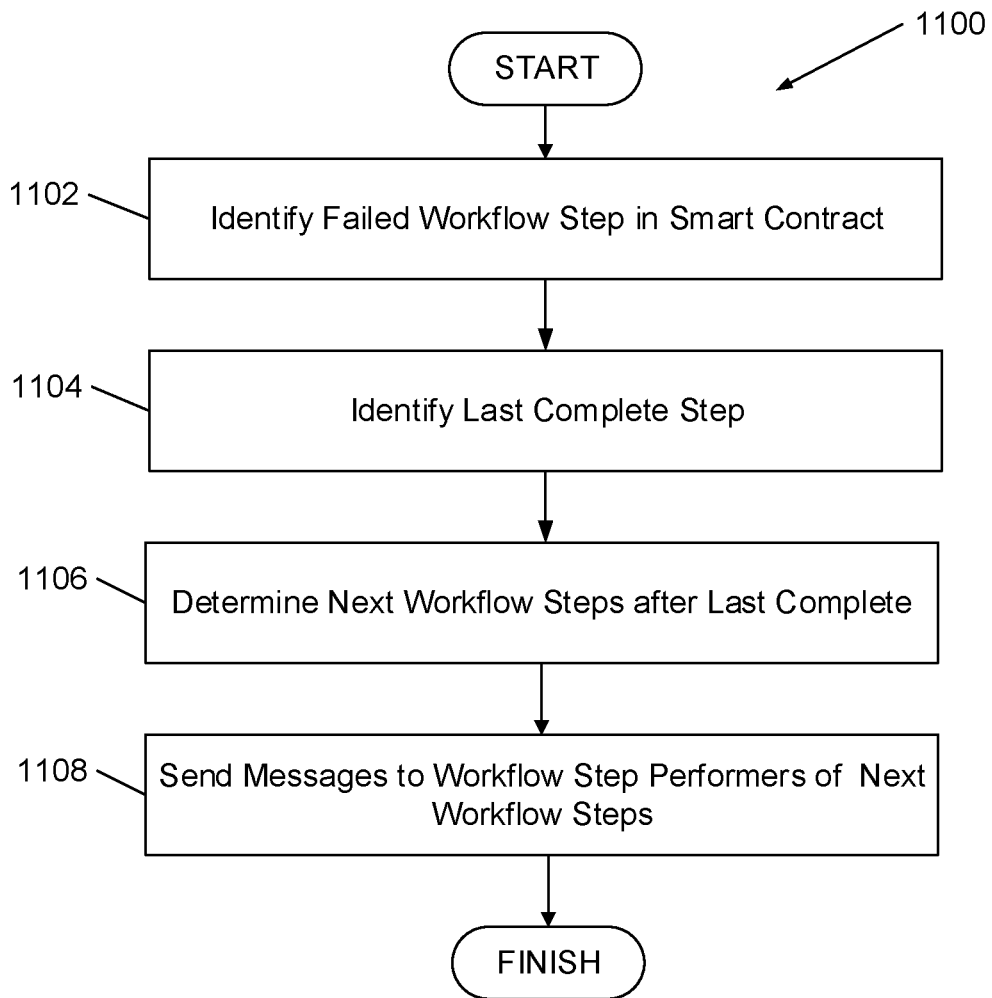 1100
START
1102
Identify Failed Workflow Step in Smart Contract
1104
Identify Last Complete Step
1106
Determine Next Workflow Steps after Last Complete
1108
Send Messages to Workflow Step Performers of Next
Workflow Steps
FINISH